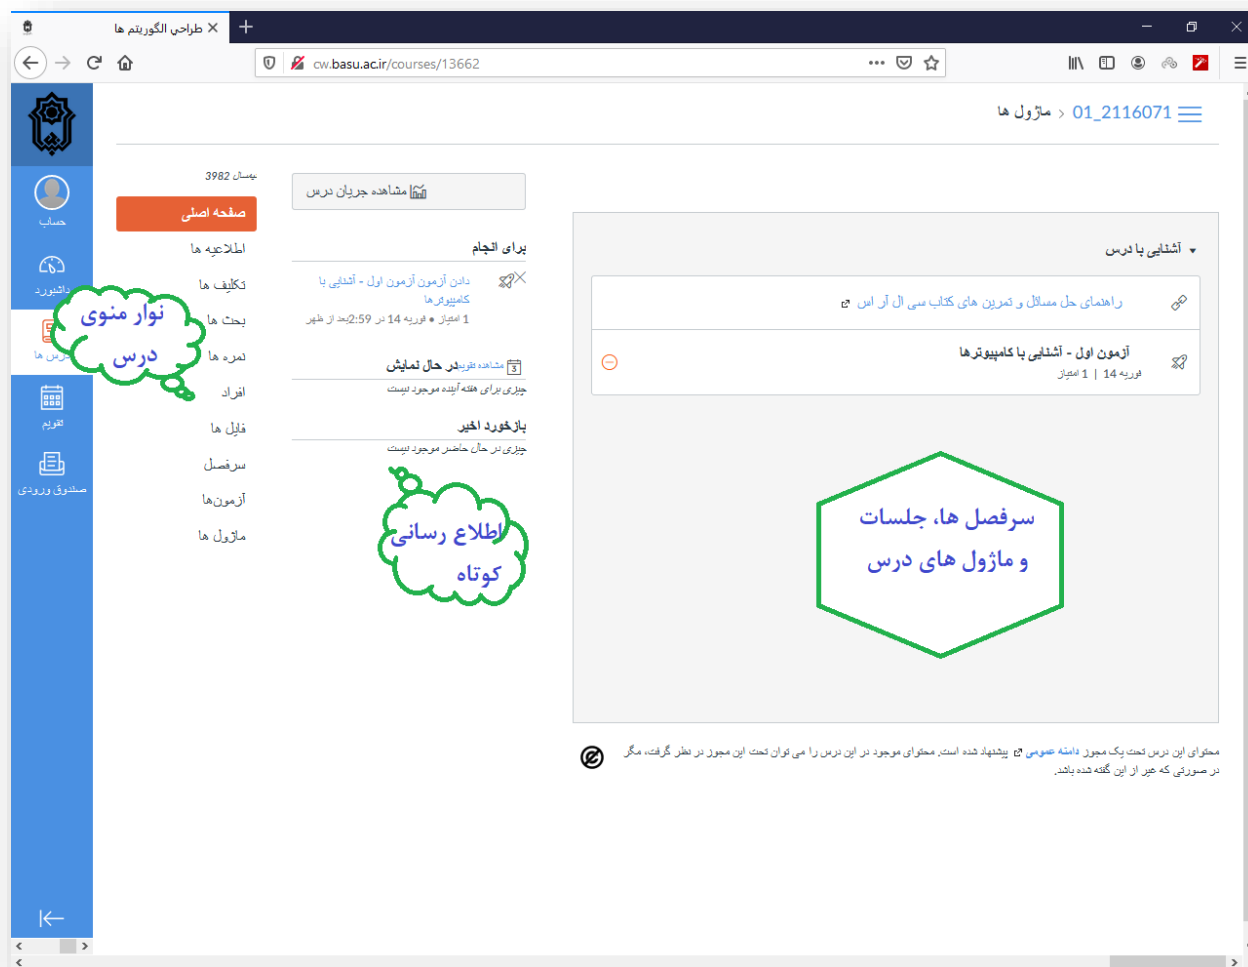 طراحی الگوریتم ها
cw.basu.ac.ir/courses/13662
01_2116071 › ماژول ها
نیمسال 3982
صفحه اصلی
اطلاعیه ها
تکلیف ها
بحث ها
نمره ها
افراد
فایل ها
سرفصل
آزمون‌ها
ماژول ها
حساب
داشبورد
درس ها
تقویم
صندوق ورودی
نوار منوی
درس
مشاهده جریان درس
برای انجام
دادن آزمون آزمون اول - آشنایی با
کامپیوترها
1 امتیاز • فوریه 14 در 2:59بعد از ظهر
مشاهده تقویم
در حال نمایش
چیزی برای هفته آینده موجود نیست
بازخورد اخیر
چیزی در حال حاضر موجود نیست
اطلاع رسانی
کوتاه
آشنایی با درس
راهنمای حل مسائل و تمرین های کتاب سی ال آر اس
آزمون اول - آشنایی با کامپیوترها
فوریه 14 | 1 امتیاز
سرفصل ها، جلسات
و ماژول های درس
محتوای این درس تحت یک مجوز دامنه عمومی پیشنهاد شده است. محتوای موجود در این درس را می توان تحت این مجوز در نظر گرفت، مگر
در صورتی که غیر از این گفته شده باشد.